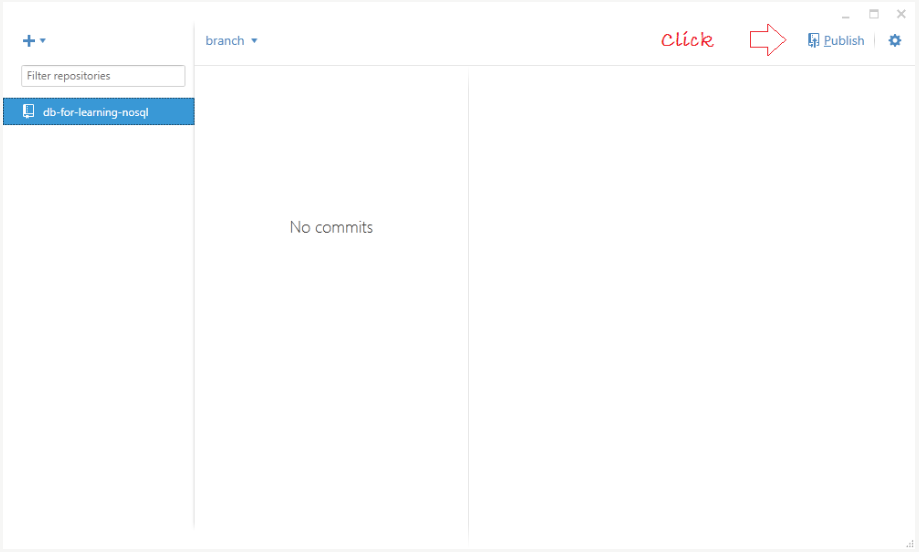 branch
Click
Publish
Filter repositories
db-for-learning-nosql
No commits